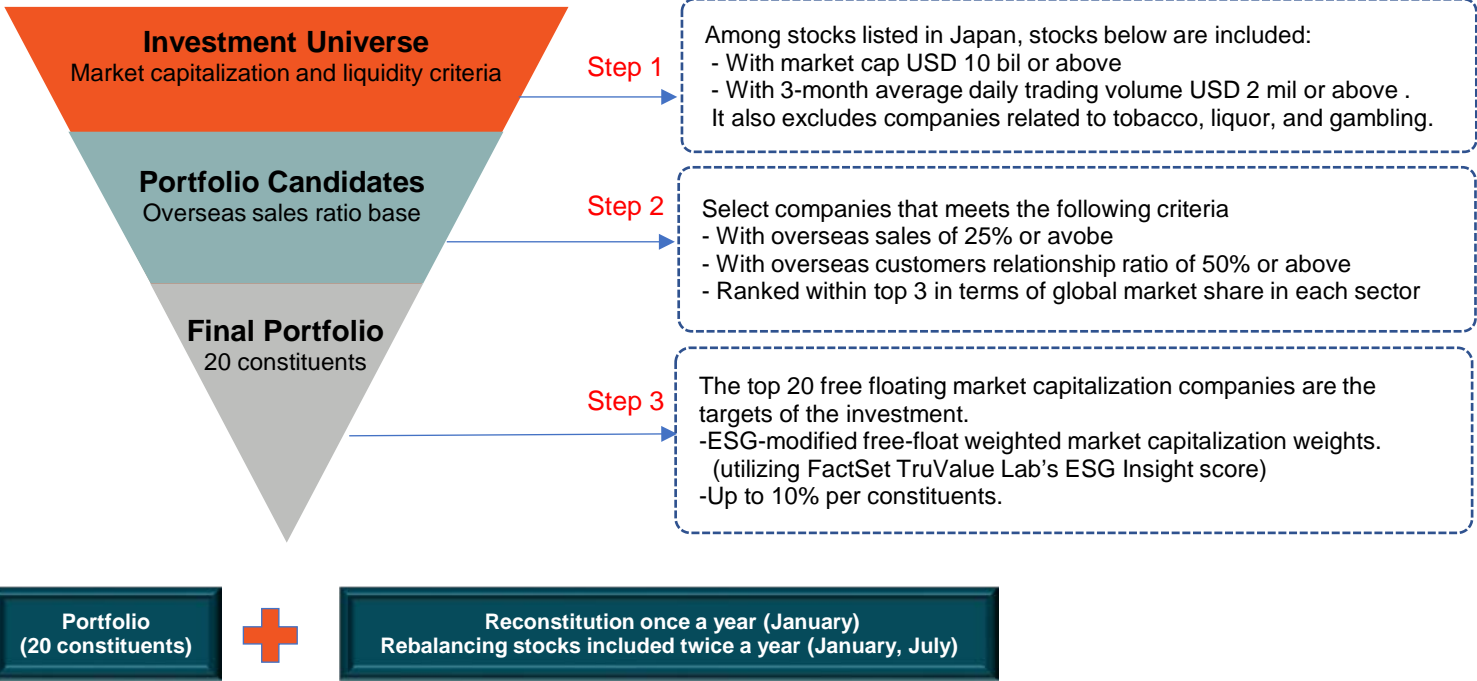 Investment Universe
Market capitalization and liquidity criteria
Step 1
Among stocks listed in Japan, stocks below are included:
- With market cap USD 10 bil or above
- With 3-month average daily trading volume USD 2 mil or above .
It also excludes companies related to tobacco, liquor, and gambling.
Portfolio Candidates
Overseas sales ratio base
Step 2
Select companies that meets the following criteria
- With overseas sales of 25% or avobe
- With overseas customers relationship ratio of 50% or above
- Ranked within top 3 in terms of global market share in each sector
Final Portfolio
20 constituents
Step 3
The top 20 free floating market capitalization companies are the
targets of the investment.
-ESG-modified free-float weighted market capitalization weights.
(utilizing FactSet TruValue Lab's ESG Insight score)
-Up to 10% per constituents.
Portfolio
(20 constituents)
Reconstitution once a year (January)
Rebalancing stocks included twice a year (January, July)